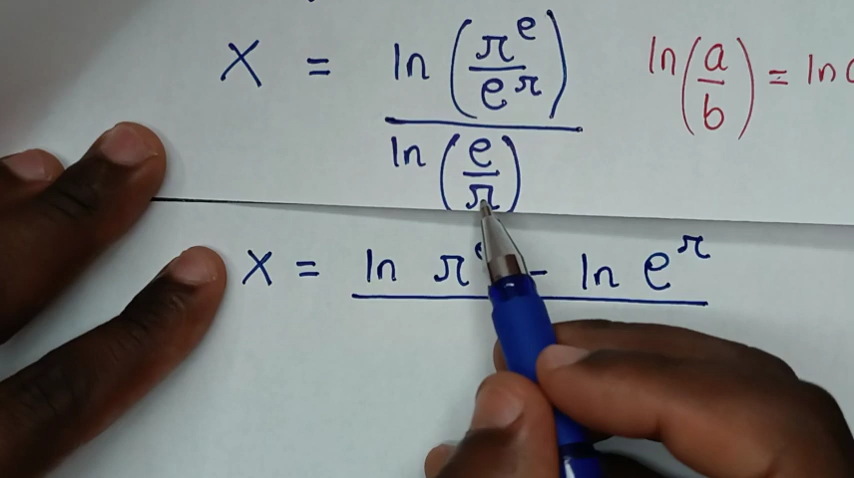 x = ln(π^e/e^π)/ln(e/π)
ln(a/b) = ln
x = ln π^e - ln e^π